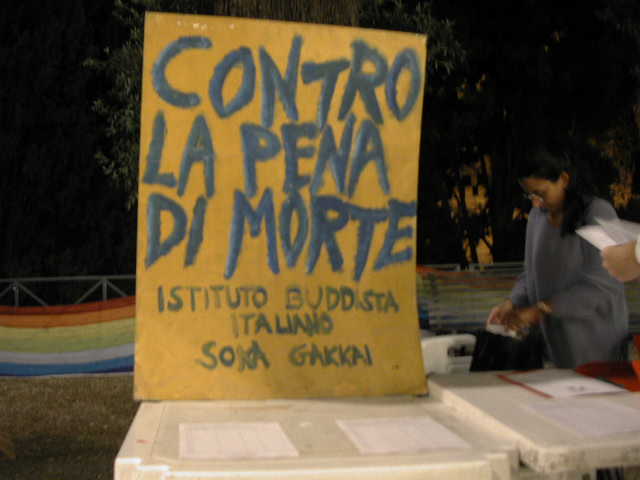 CONTRO
LA PENA
DI MORTE
ISTITUTO BUDDISTA
ITALIANO
SOKA GAKKAI